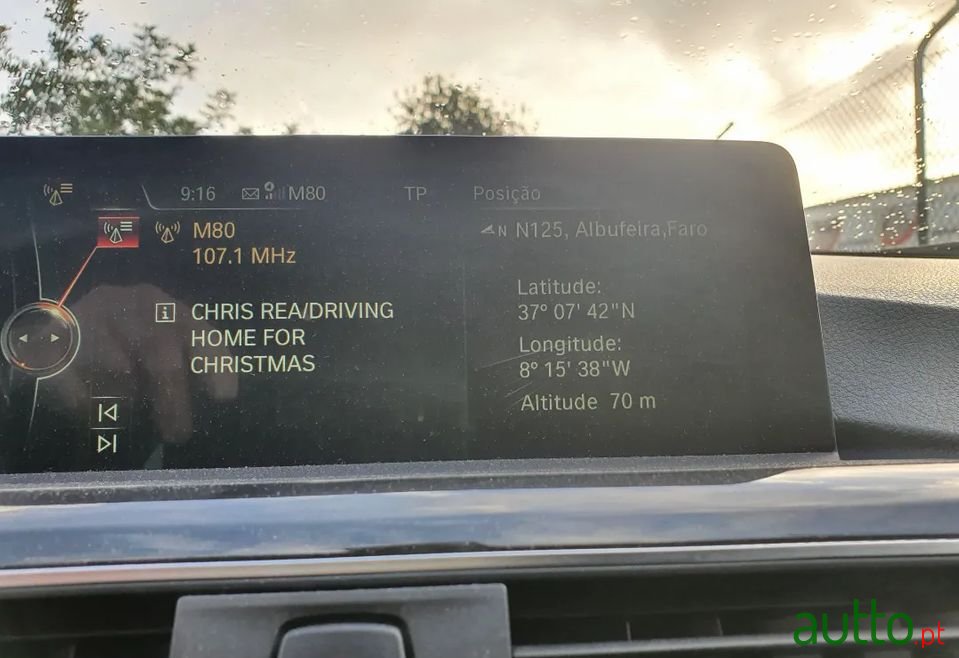 9:16 M80 TP Posição
M80
107.1 MHz
CHRIS REA/DRIVING
HOME FOR
CHRISTMAS
N N125, Albufeira,Faro
Latitude:
37° 07' 42"N
Longitude:
8° 15' 38"W
Altitude 70 m
autto.pt